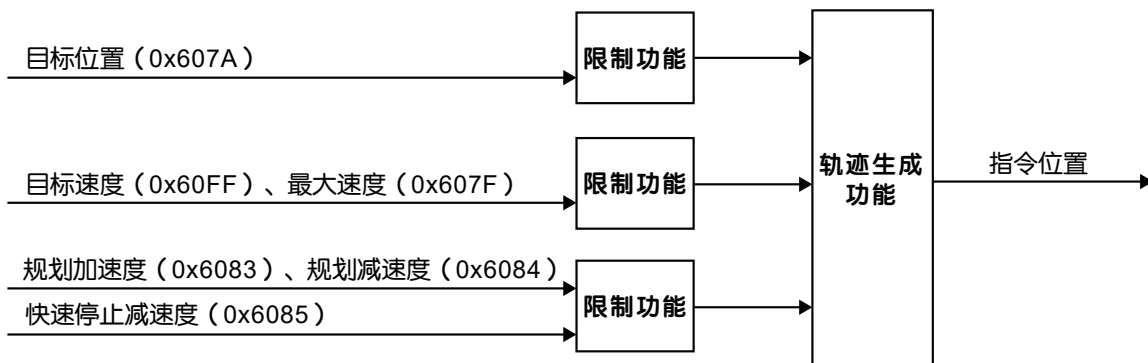 目标位置（0x607A）
限制功能
目标速度（0x60FF）、最大速度（0x607F）
限制功能
轨迹生成
功能
指令位置
规划加速度（0x6083）、规划减速度（0x6084）
快速停止减速度（0x6085）
限制功能